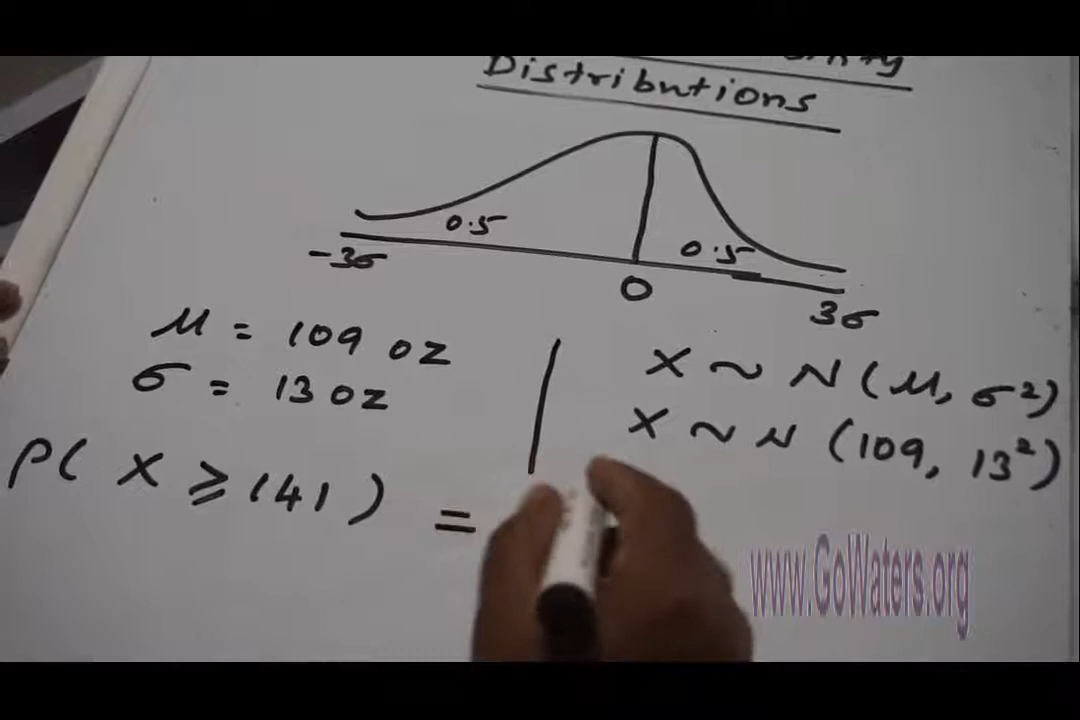 Distributions
0.5
0.5
-3σ
0
3σ
μ = 109 oz
σ = 13 oz
X ~ N (μ, σ²)
X ~ N (109, 13²)
P( X ≥ 141 ) =
www.GoWaters.org